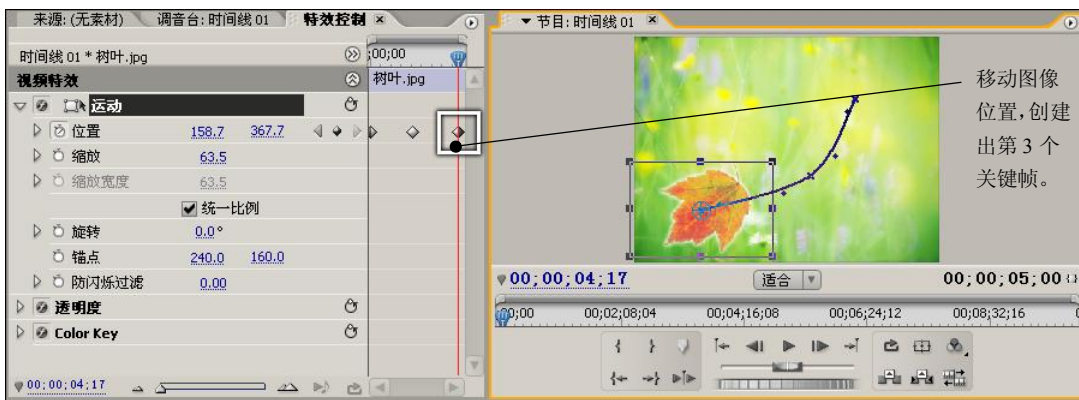 来源: (无素材) 调音台: 时间线 01 特效控制 ×
时间线 01 * 树叶.jpg ;00;00
视频特效 树叶.jpg
运动
位置 158.7 367.7
缩放 63.5
缩放宽度 63.5
统一比例
旋转 0.0°
锚点 240.0 160.0
防闪烁过滤 0.00
透明度
Color Key
00;00;04;17
节目: 时间线 01 ×
00;00;04;17 适合 00;00;05;00
00;00 00;02;08;04 00;04;16;08 00;06;24;12 00;08;32;16
移动图像
位置,创建
出第 3 个
关键帧。